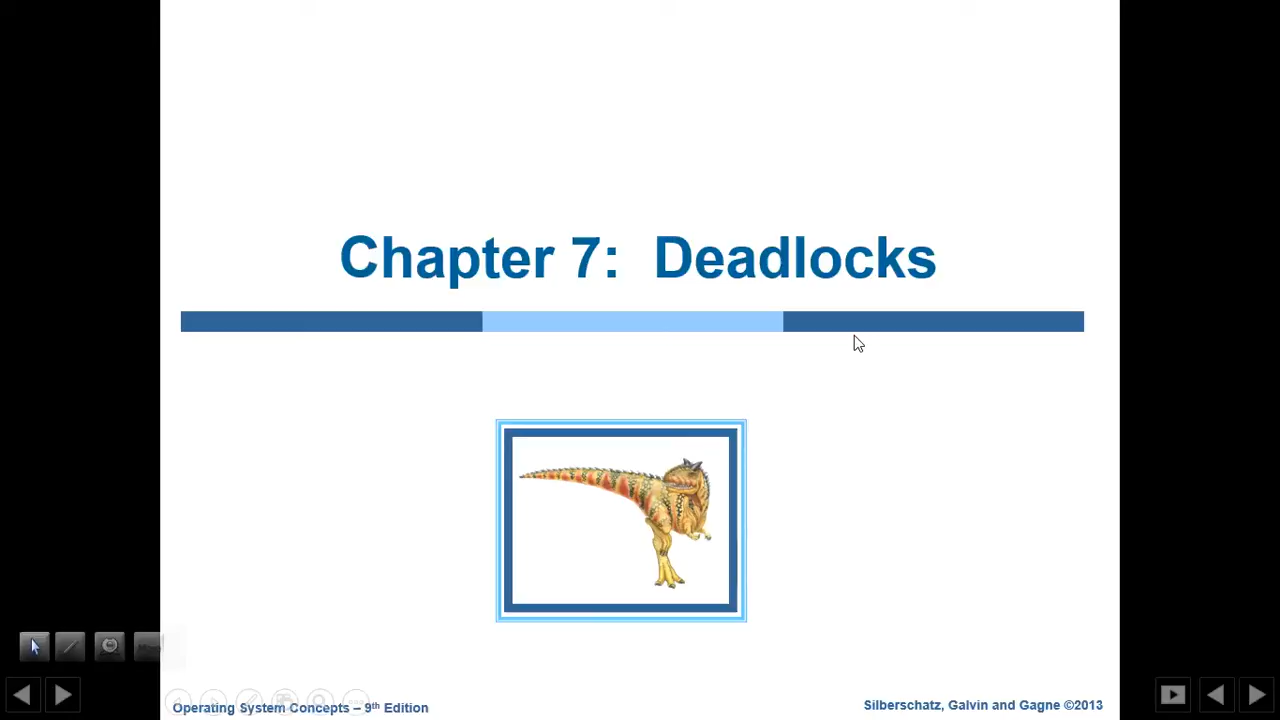 Chapter 7: Deadlocks
Operating System Concepts – 9th Edition
Silberschatz, Galvin and Gagne ©2013